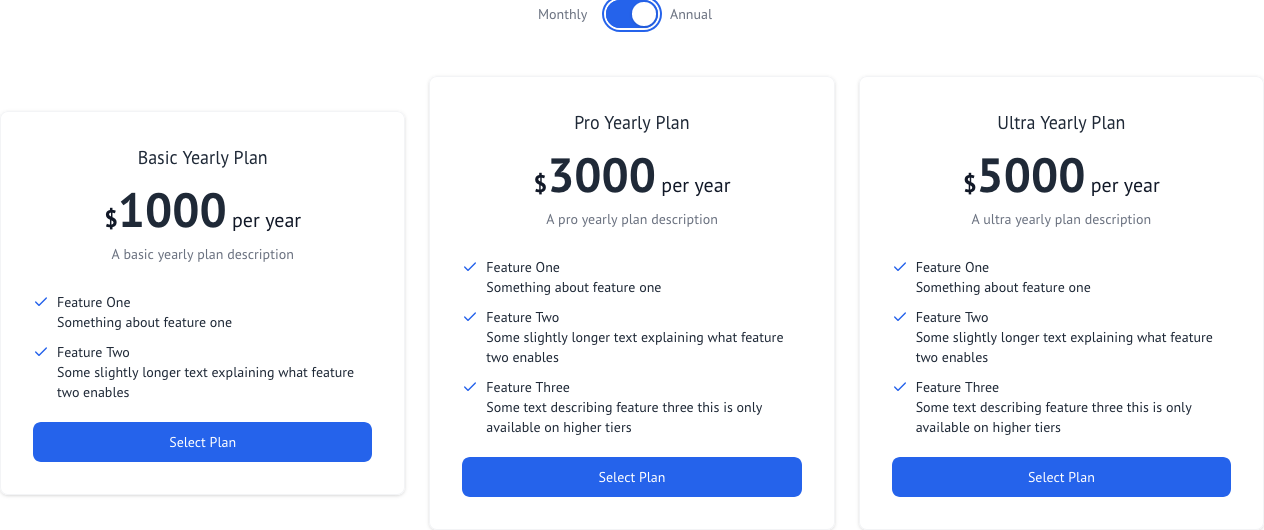 Monthly Annual
Basic Yearly Plan
$1000 per year
A basic yearly plan description
Feature One
Something about feature one
Feature Two
Some slightly longer text explaining what feature
two enables
Select Plan
Pro Yearly Plan
$3000 per year
A pro yearly plan description
Feature One
Something about feature one
Feature Two
Some slightly longer text explaining what feature
two enables
Feature Three
Some text describing feature three this is only
available on higher tiers
Select Plan
Ultra Yearly Plan
$5000 per year
A ultra yearly plan description
Feature One
Something about feature one
Feature Two
Some slightly longer text explaining what feature
two enables
Feature Three
Some text describing feature three this is only
available on higher tiers
Select Plan